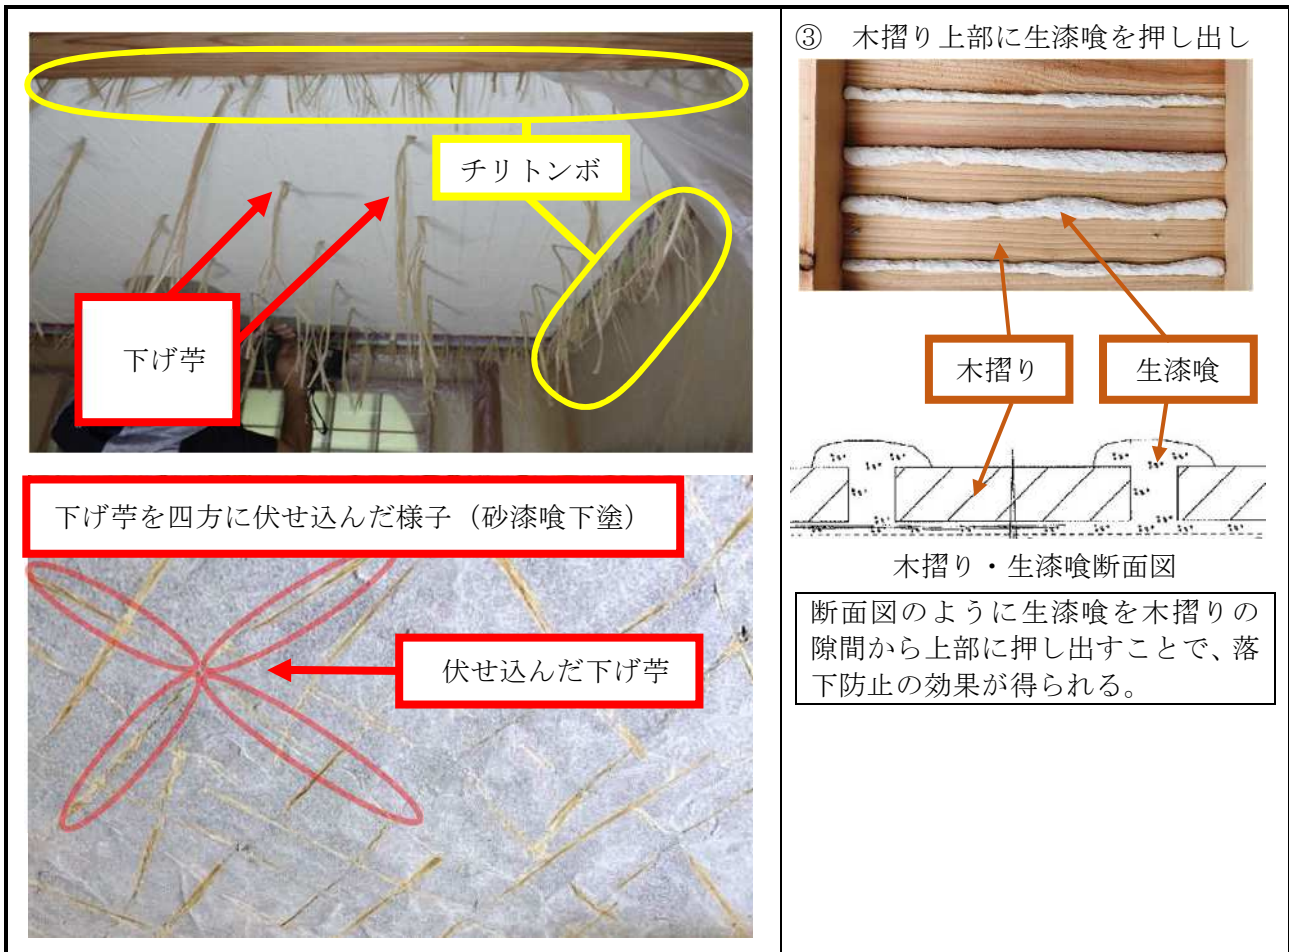 チリトンボ
下げ苧
下げ苧を四方に伏せ込んだ様子（砂漆喰下塗）
伏せ込んだ下げ苧
③　木摺り上部に生漆喰を押し出し
木摺り
生漆喰
木摺り・生漆喰断面図
断面図のように生漆喰を木摺りの
隙間から上部に押し出すことで、落
下防止の効果が得られる。